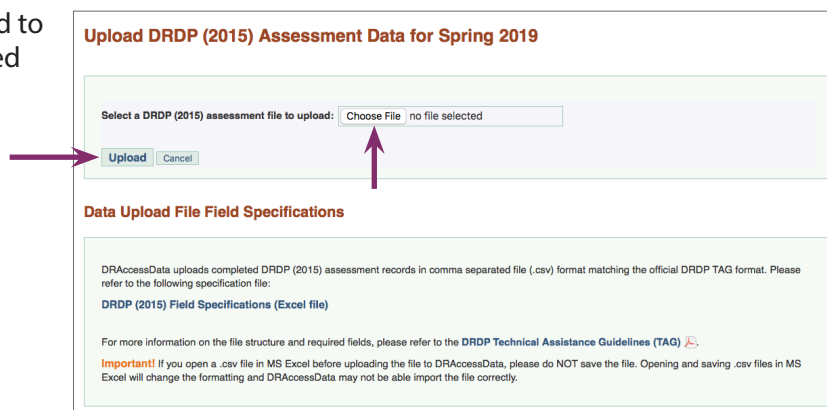 d to
ed
Upload DRDP (2015) Assessment Data for Spring 2019
Select a DRDP (2015) assessment file to upload: Choose File no file selected
Upload Cancel
Data Upload File Field Specifications
DRAccessData uploads completed DRDP (2015) assessment records in comma separated file (.csv) format matching the official DRDP TAG format. Please
refer to the following specification file:
DRDP (2015) Field Specifications (Excel file)
For more information on the file structure and required fields, please refer to the DRDP Technical Assistance Guidelines (TAG) .
Important! If you open a .csv file in MS Excel before uploading the file to DRAccessData, please do NOT save the file. Opening and saving .csv files in MS
Excel will change the formatting and DRAccessData may not be able import the file correctly.